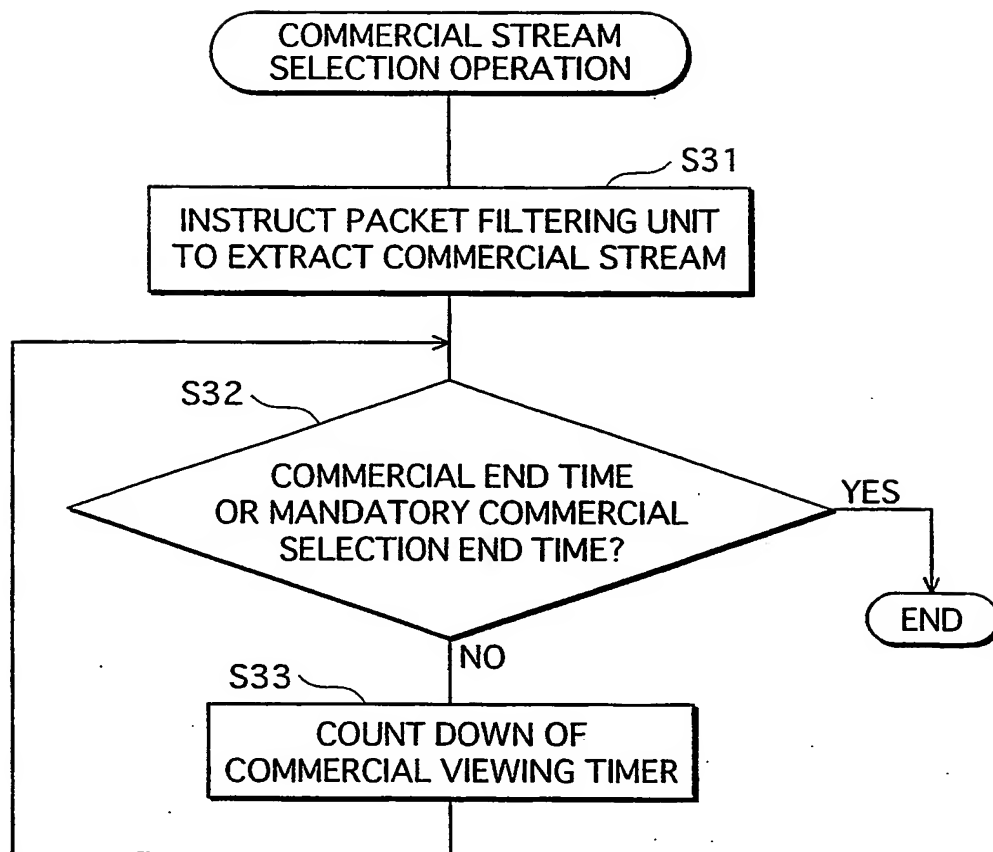 COMMERCIAL STREAM
SELECTION OPERATION
S31
INSTRUCT PACKET FILTERING UNIT
TO EXTRACT COMMERCIAL STREAM
S32
COMMERCIAL END TIME
OR MANDATORY COMMERCIAL
SELECTION END TIME?
YES
END
NO
S33
COUNT DOWN OF
COMMERCIAL VIEWING TIMER